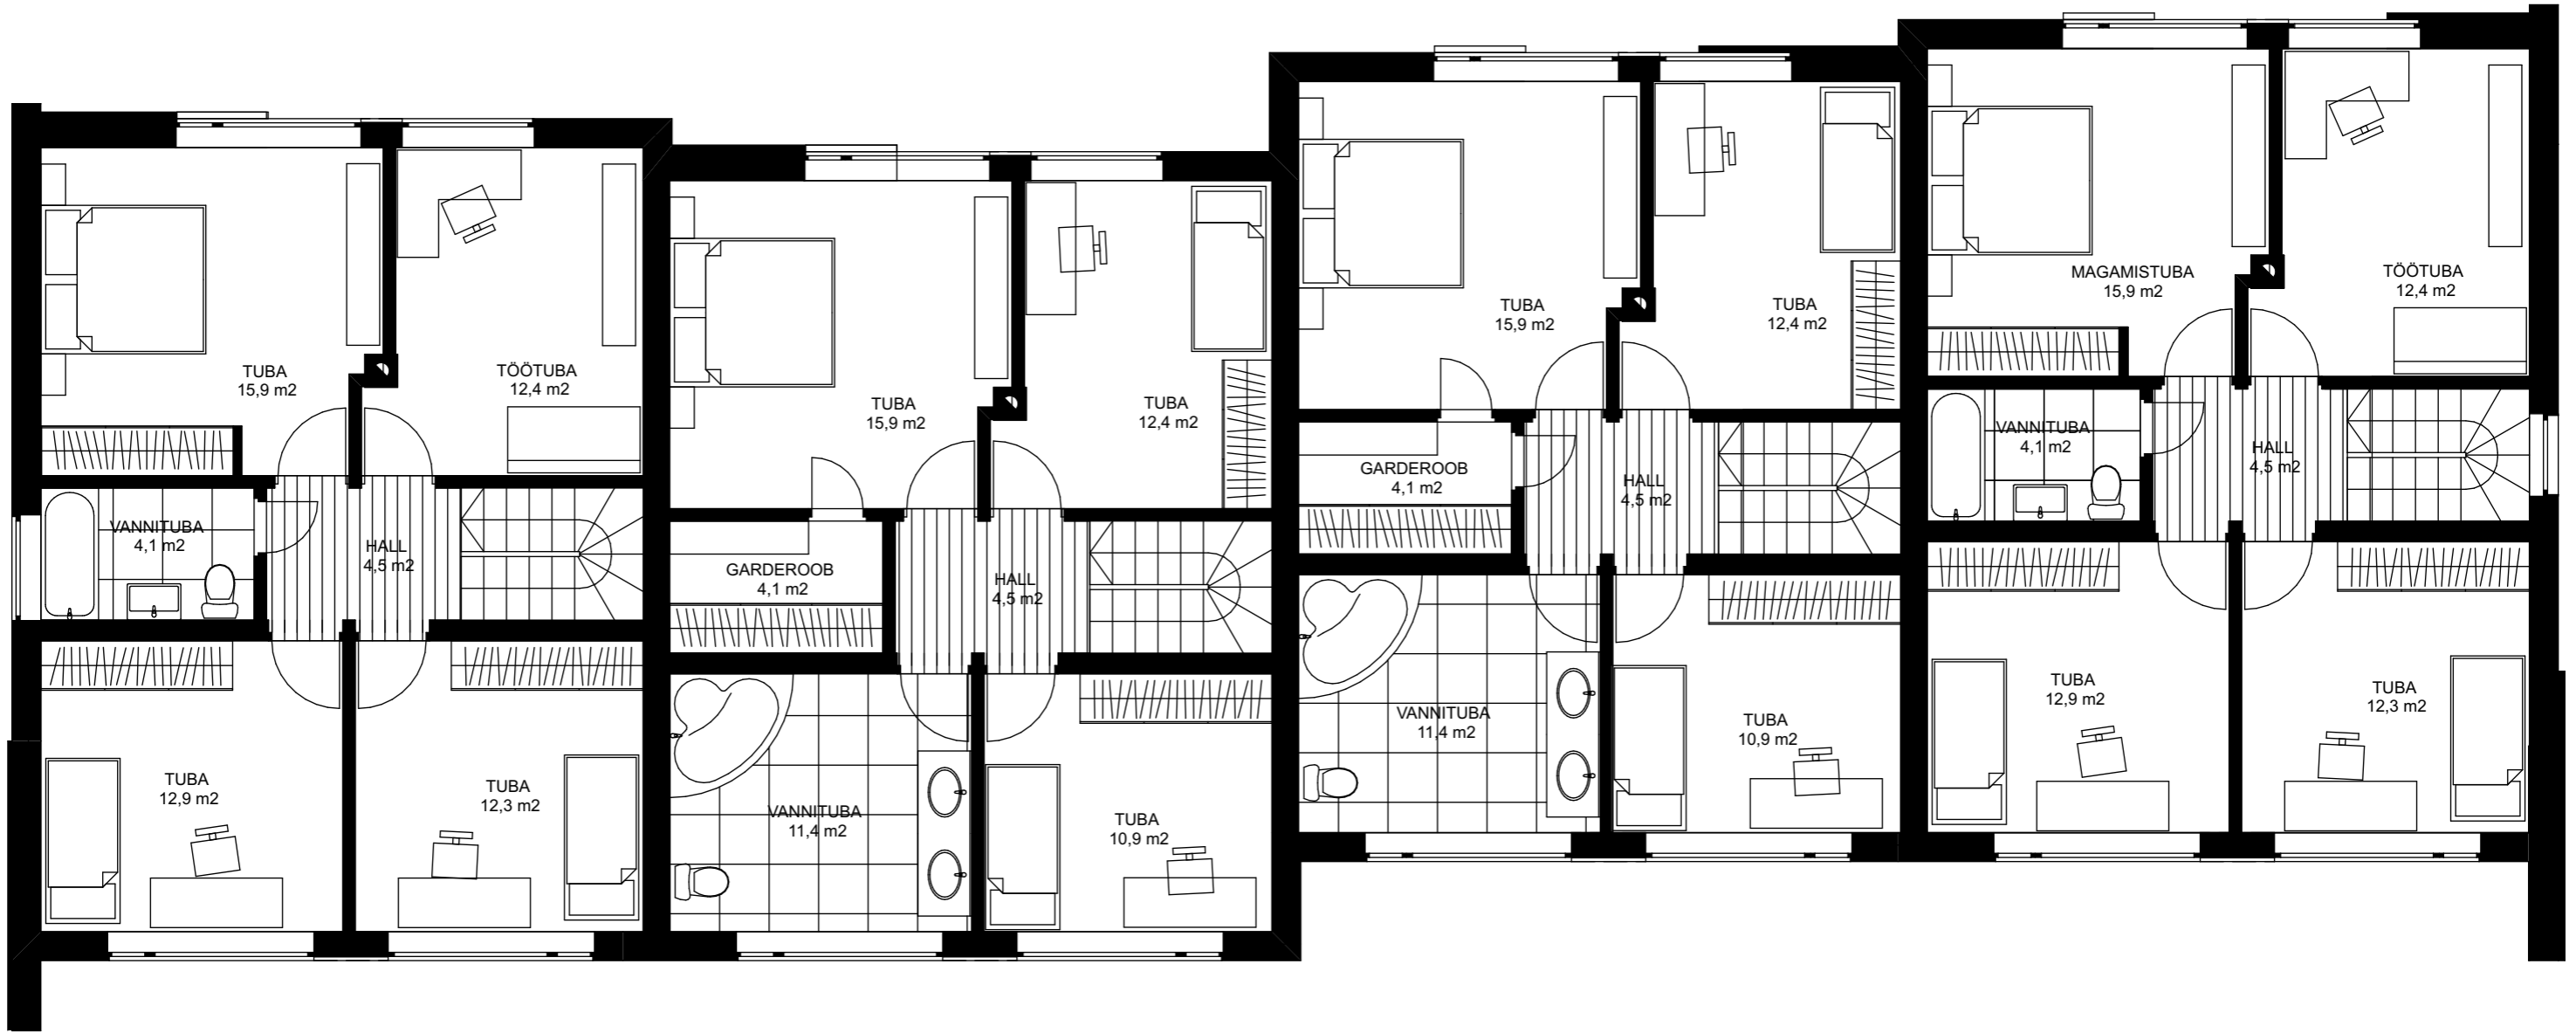 TUBA
15,9 m2
TÖÖTUBA
12,4 m2
VANNITUBA
4,1 m2
HALL
4,5 m2
TUBA
12,9 m2
TUBA
12,3 m2
TUBA
15,9 m2
TUBA
12,4 m2
GARDEROOB
4,1 m2
HALL
4,5 m2
VANNITUBA
11,4 m2
TUBA
10,9 m2
TUBA
15,9 m2
TUBA
12,4 m2
GARDEROOB
4,1 m2
HALL
4,5 m2
VANNITUBA
11,4 m2
TUBA
10,9 m2
MAGAMISTUBA
15,9 m2
TÖÖTUBA
12,4 m2
VANNITUBA
4,1 m2
HALL
4,5 m2
TUBA
12,9 m2
TUBA
12,3 m2